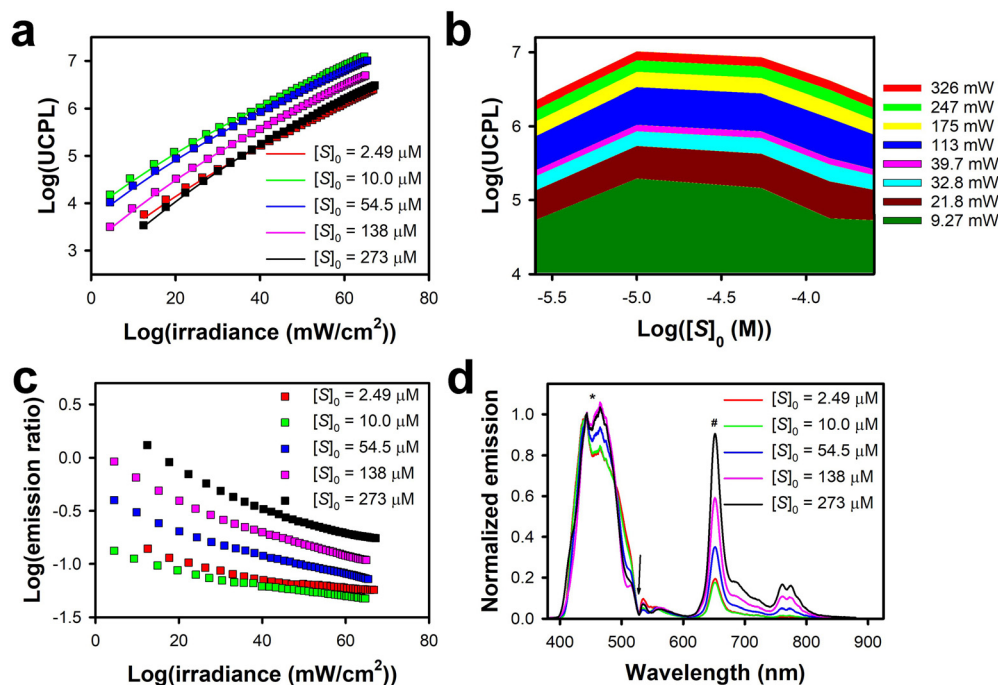 a
Log(UCPL)
7
6
5
4
3
[S]₀ = 2.49 μM
[S]₀ = 10.0 μM
[S]₀ = 54.5 μM
[S]₀ = 138 μM
[S]₀ = 273 μM
0 20 40 60 80
Log(irradiance (mW/cm²))
b
Log(UCPL)
7
6
5
4
-5.5 -5.0 -4.5 -4.0
Log([S]₀ (M))
326 mW
247 mW
175 mW
113 mW
39.7 mW
32.8 mW
21.8 mW
9.27 mW
c
Log(emission ratio)
0.5
0.0
-0.5
-1.0
-1.5
[S]₀ = 2.49 μM
[S]₀ = 10.0 μM
[S]₀ = 54.5 μM
[S]₀ = 138 μM
[S]₀ = 273 μM
0 20 40 60 80
Log(irradiance (mW/cm²))
d
Normalized emission
1.0
0.8
0.6
0.4
0.2
0.0
*
#
[S]₀ = 2.49 μM
[S]₀ = 10.0 μM
[S]₀ = 54.5 μM
[S]₀ = 138 μM
[S]₀ = 273 μM
400 500 600 700 800 900
Wavelength (nm)